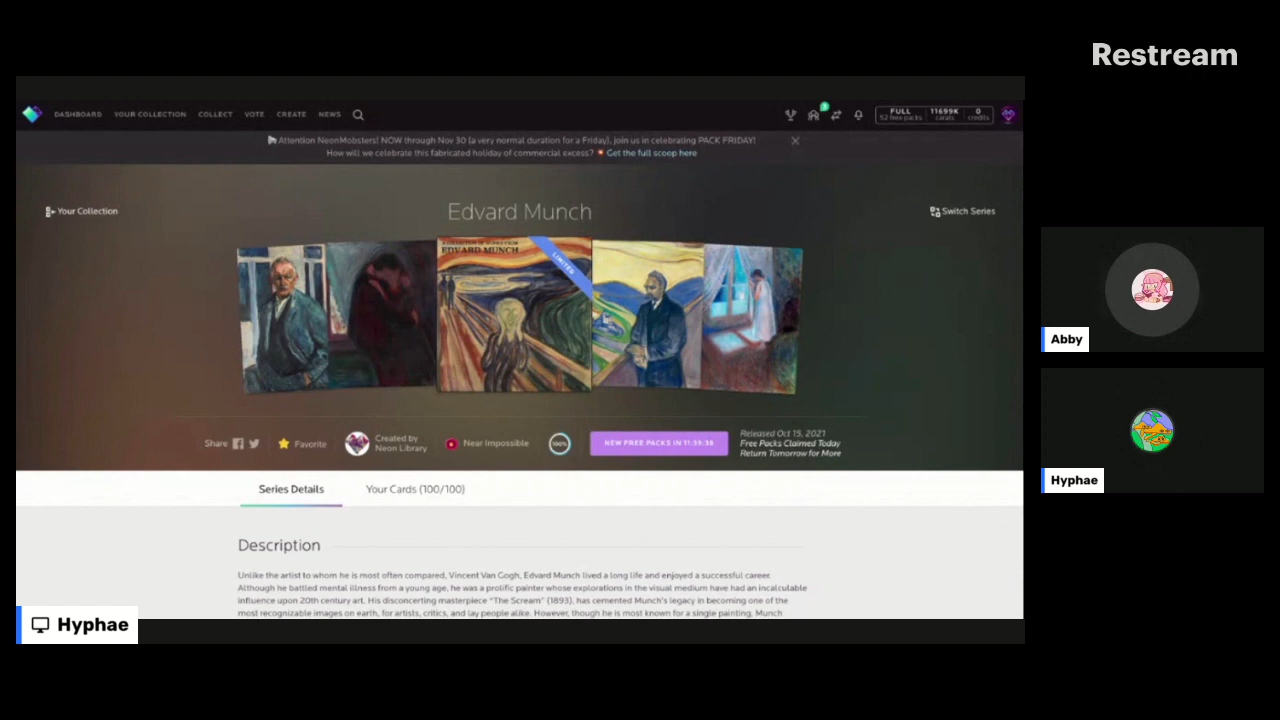 Restream
DASHBOARD YOUR COLLECTION COLLECT VOTE CREATE NEWS
3
FULL
52 free packs
11699K
carats
0
credits
Attention NeonMobsters! NOW through Nov 30 (a very normal duration for a Friday), join us in celebrating PACK FRIDAY!
How will we celebrate this fabricated holiday of commercial excess? Get the full scoop here
Your Collection
Edvard Munch
Switch Series
EDVARD MUNCH
LIMITED
Share
Favorite
Created by
Neon Library
Near Impossible
100%
NEW FREE PACKS IN 11:39:38
Released Oct 15, 2021
Free Packs Claimed Today
Return Tomorrow for More
Series Details
Your Cards (100/100)
Description
Unlike the artist to whom he is most often compared, Vincent Van Gogh, Edvard Munch lived a long life and enjoyed a successful career.
Although he battled mental illness from a young age, he was a prolific painter whose explorations in the visual medium have had an incalculable
influence upon 20th century art. His disconcerting masterpiece "The Scream" (1893), has cemented Munch's legacy in becoming one of the
most recognizable images on earth, for artists, critics, and lay people alike. However, though he is most known for a single painting, Munch
Hyphae
Abby
Hyphae